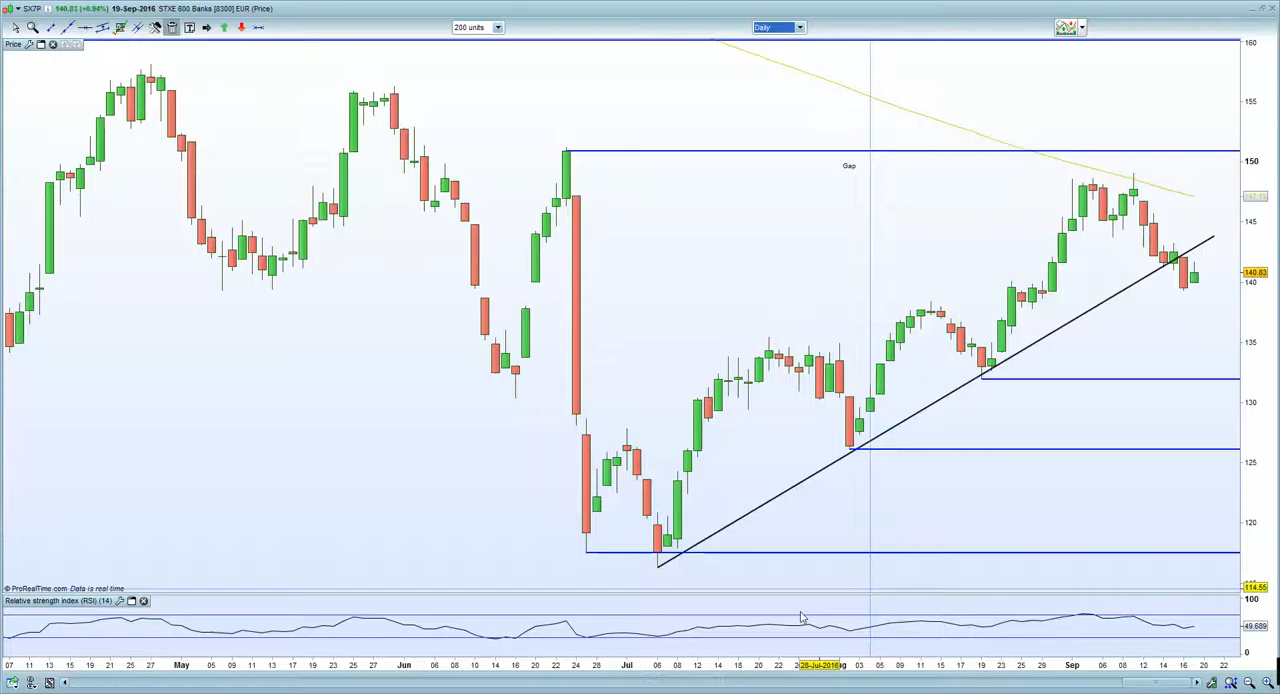 SX7P 140.83 (+0.94%) 19-Sep-2016 STXE 600 Banks [8300] EUR (Price)
200 units Daily
Price
160
155
Gap
150
145
140.83
140
135
130
125
120
© ProRealTime.com Data is real time
114.55
Relative strength index (RSI) (14)
100
49.689
0
07 11 13 15 19 21 25 27 May 05 09 11 13 17 19 23 25 27 Jun 06 08 10 14 16 20 22 24 28 Jul 06 08 12 14 18 20 22 28-Jul-2016 ug 03 05 09 11 15 17 19 23 25 29 Sep 06 08 12 14 16 20 22